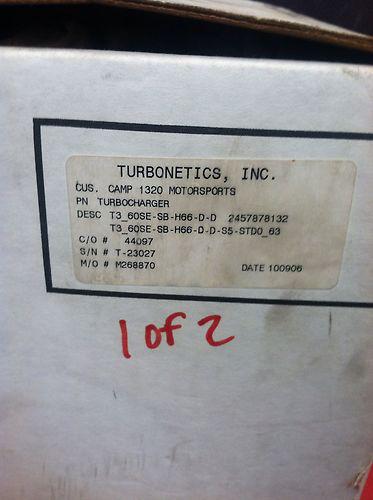 TURBONETICS, INC.
CUS. CAMP 1320 MOTORSPORTS
PN TURBOCHARGER
DESC T3_60SE-SB-H66-D-D 2457878132
T3_60SE-SB-H66-D-D-S5-STD0_63
C/O # 44097
S/N # T-23027
M/O # M268870 DATE 100906
1 of 2